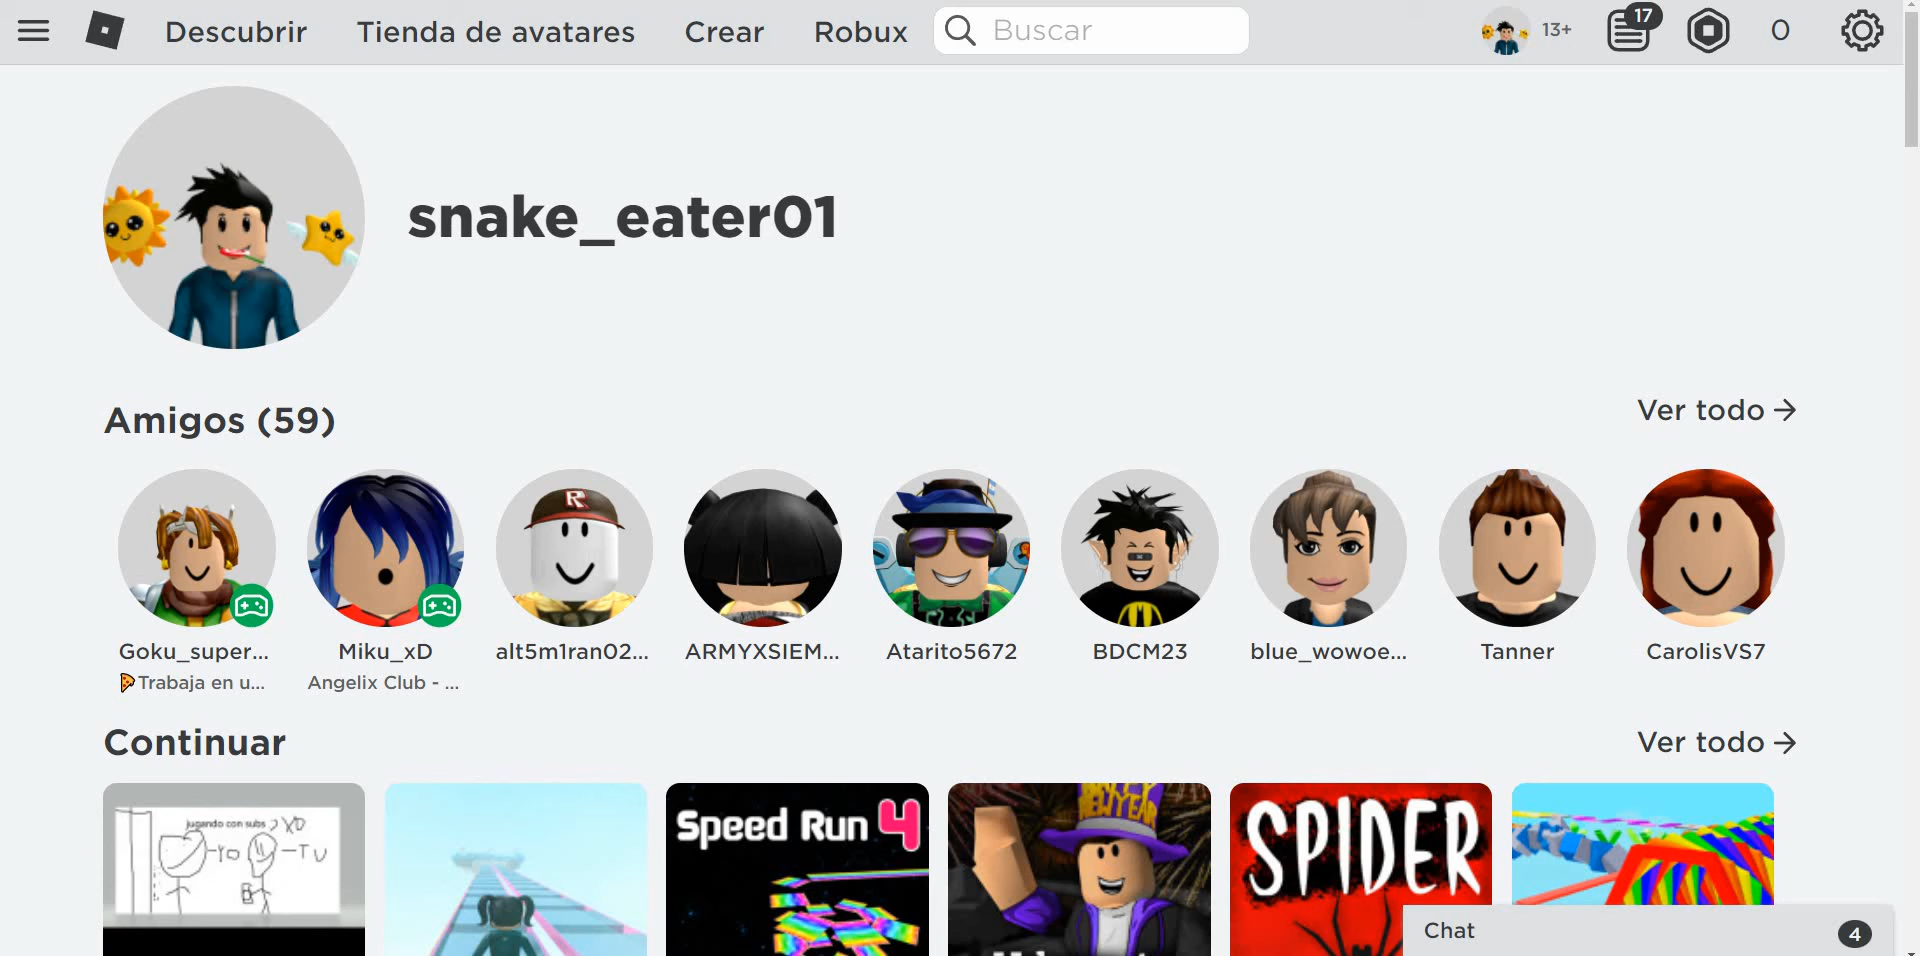 Descubrir Tienda de avatares Crear Robux Buscar 13+ 17 0
snake_eater01
Amigos (59) Ver todo →
Goku_super... Miku_xD alt5m1ran02... ARMYXSIEM... Atarito5672 BDCM23 blue_wowoe... Tanner CarolisVS7
Trabaja en u... Angelix Club - ...
Continuar Ver todo →
jugando con subs XD
-YO -TU
Speed Run 4
NEW YEAR
SPIDER
Chat 4